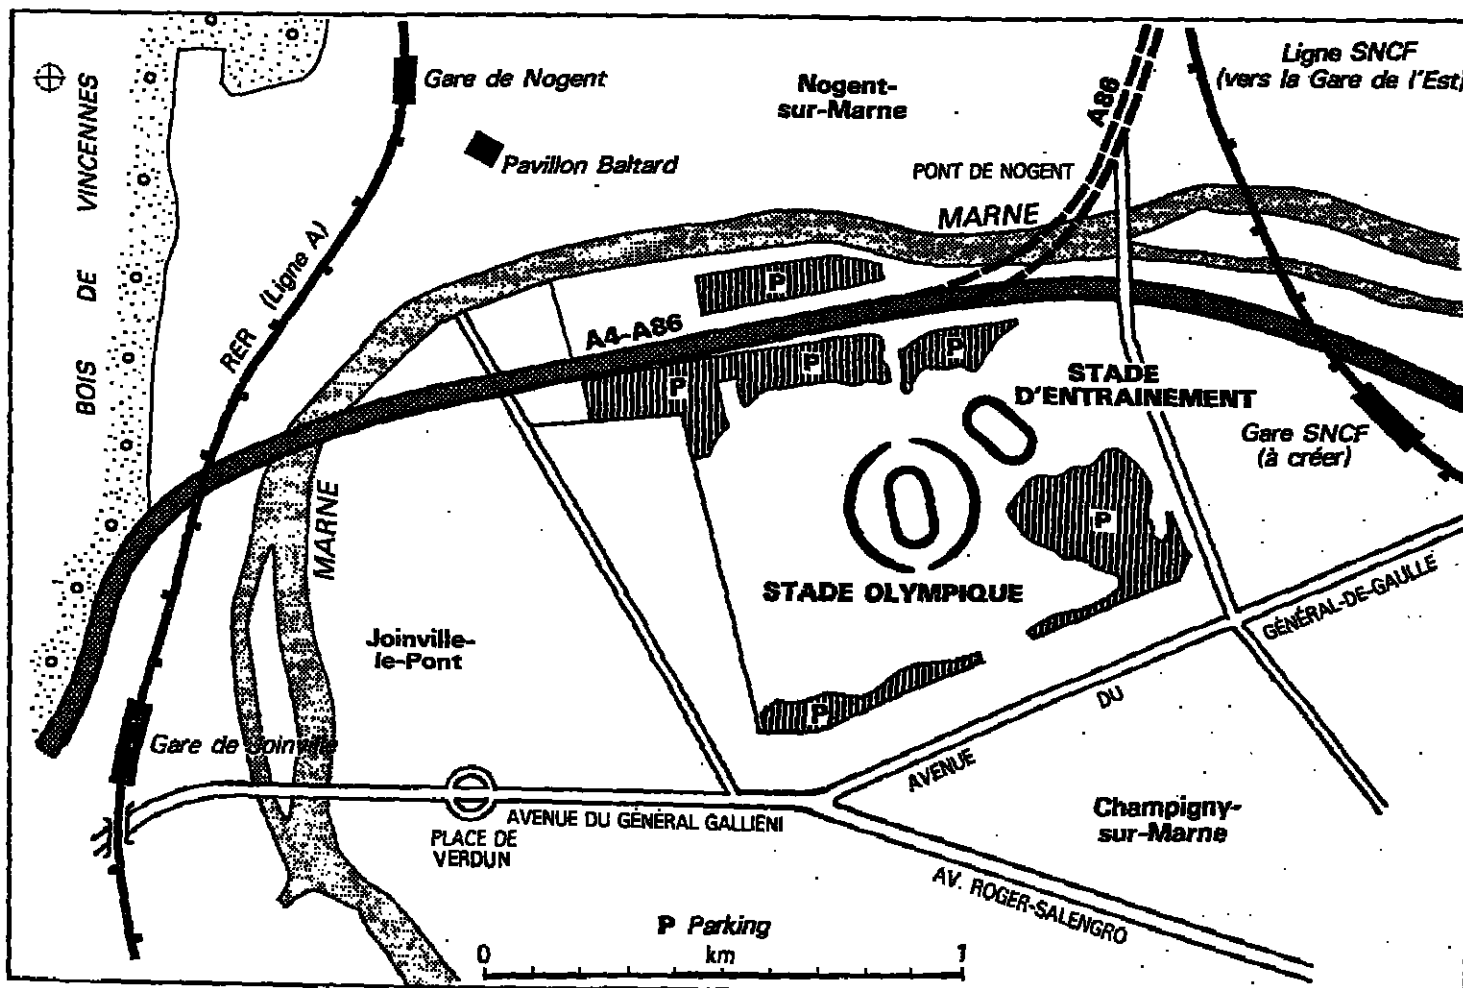 Gare de Nogent
Nogent-
sur-Marne
A86
Ligne SNCF
(vers la Gare de l'Est)
BOIS DE VINCENNES
Pavillon Baltard
PONT DE NOGENT
MARNE
RER (Ligne A)
P
A4-A86
P
P
P
STADE
D'ENTRAINEMENT
Gare SNCF
(à créer)
MARNE
P
STADE OLYMPIQUE
GÉNÉRAL-DE-GAULLE
DU
AVENUE
Joinville-
le-Pont
P
Gare de Joinville
AVENUE DU GÉNÉRAL GALLIENI
PLACE DE
VERDUN
Champigny-
sur-Marne
AV. ROGER-SALENGRO
P Parking
0 km 1